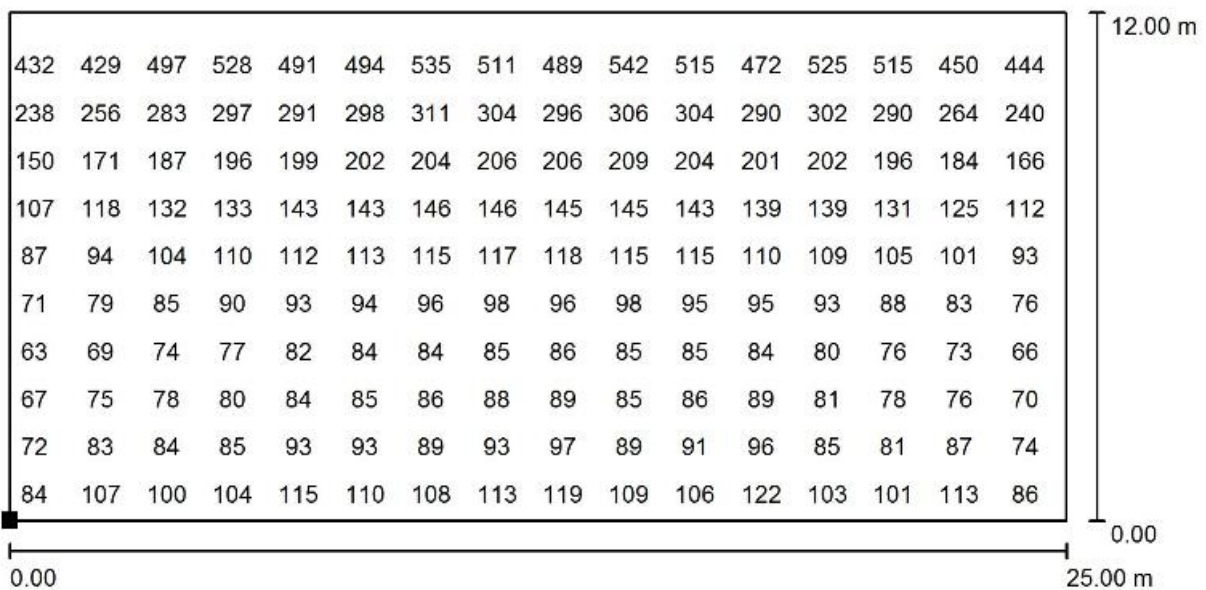 12.00 m
432 429 497 528 491 494 535 511 489 542 515 472 525 515 450 444
238 256 283 297 291 298 311 304 296 306 304 290 302 290 264 240
150 171 187 196 199 202 204 206 206 209 204 201 202 196 184 166
107 118 132 133 143 143 146 146 145 145 143 139 139 131 125 112
87 94 104 110 112 113 115 117 118 115 115 110 109 105 101 93
71 79 85 90 93 94 96 98 96 98 95 95 93 88 83 76
63 69 74 77 82 84 84 85 86 85 85 84 80 76 73 66
67 75 78 80 84 85 86 88 89 85 86 89 81 78 76 70
72 83 84 85 93 93 89 93 97 89 91 96 85 81 87 74
84 107 100 104 115 110 108 113 119 109 106 122 103 101 113 86
0.00
0.00 25.00 m